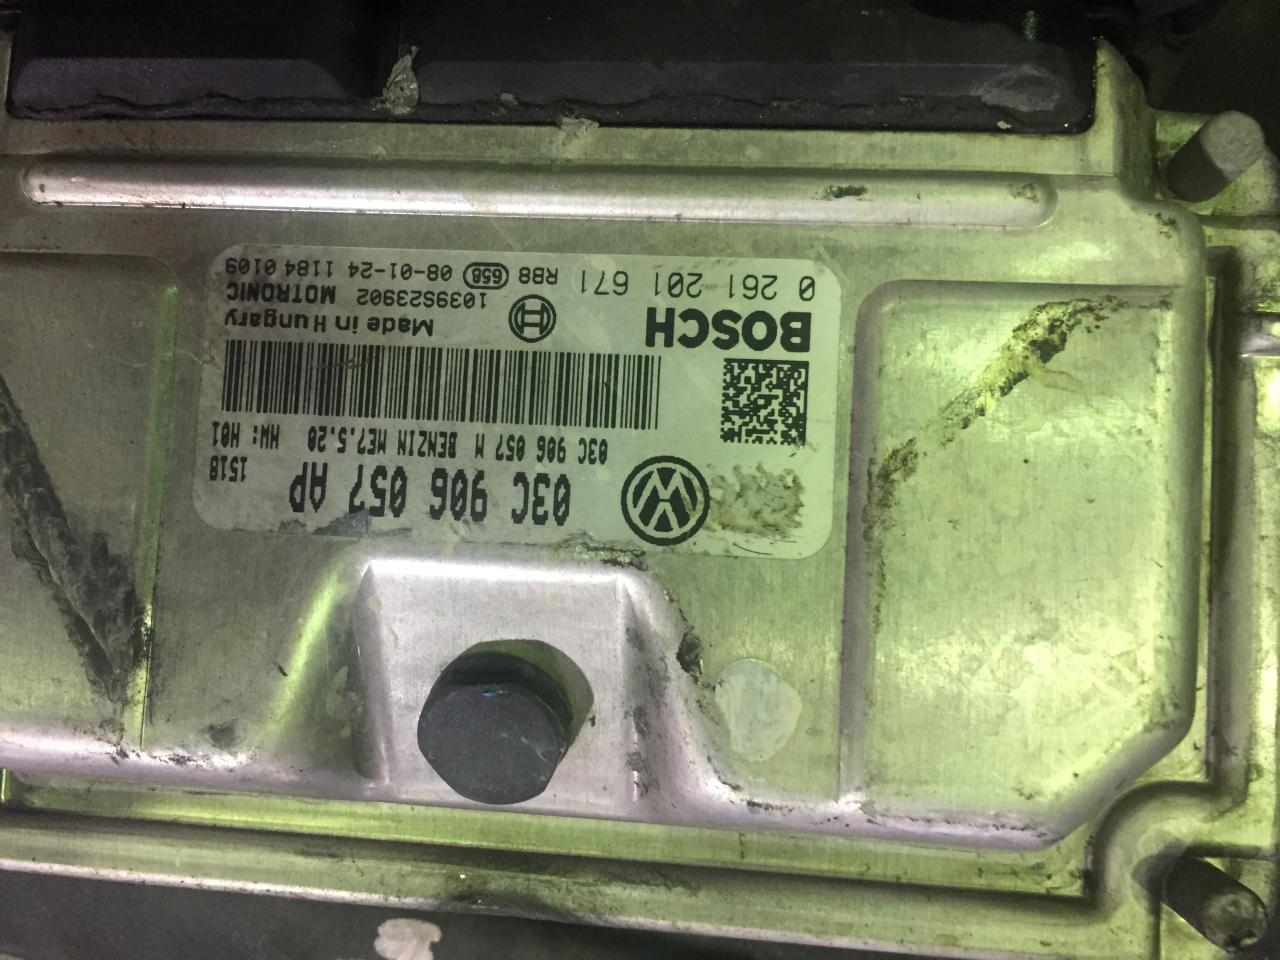 03C 906 057 AP
1518
03C 906 057 M BENZIN ME7.5.20 HW: H01
BOSCH
Made in Hungary
1039S23902 MOTRONIC
0 261 201 671 RB8 658 08-01-24 1184 0109